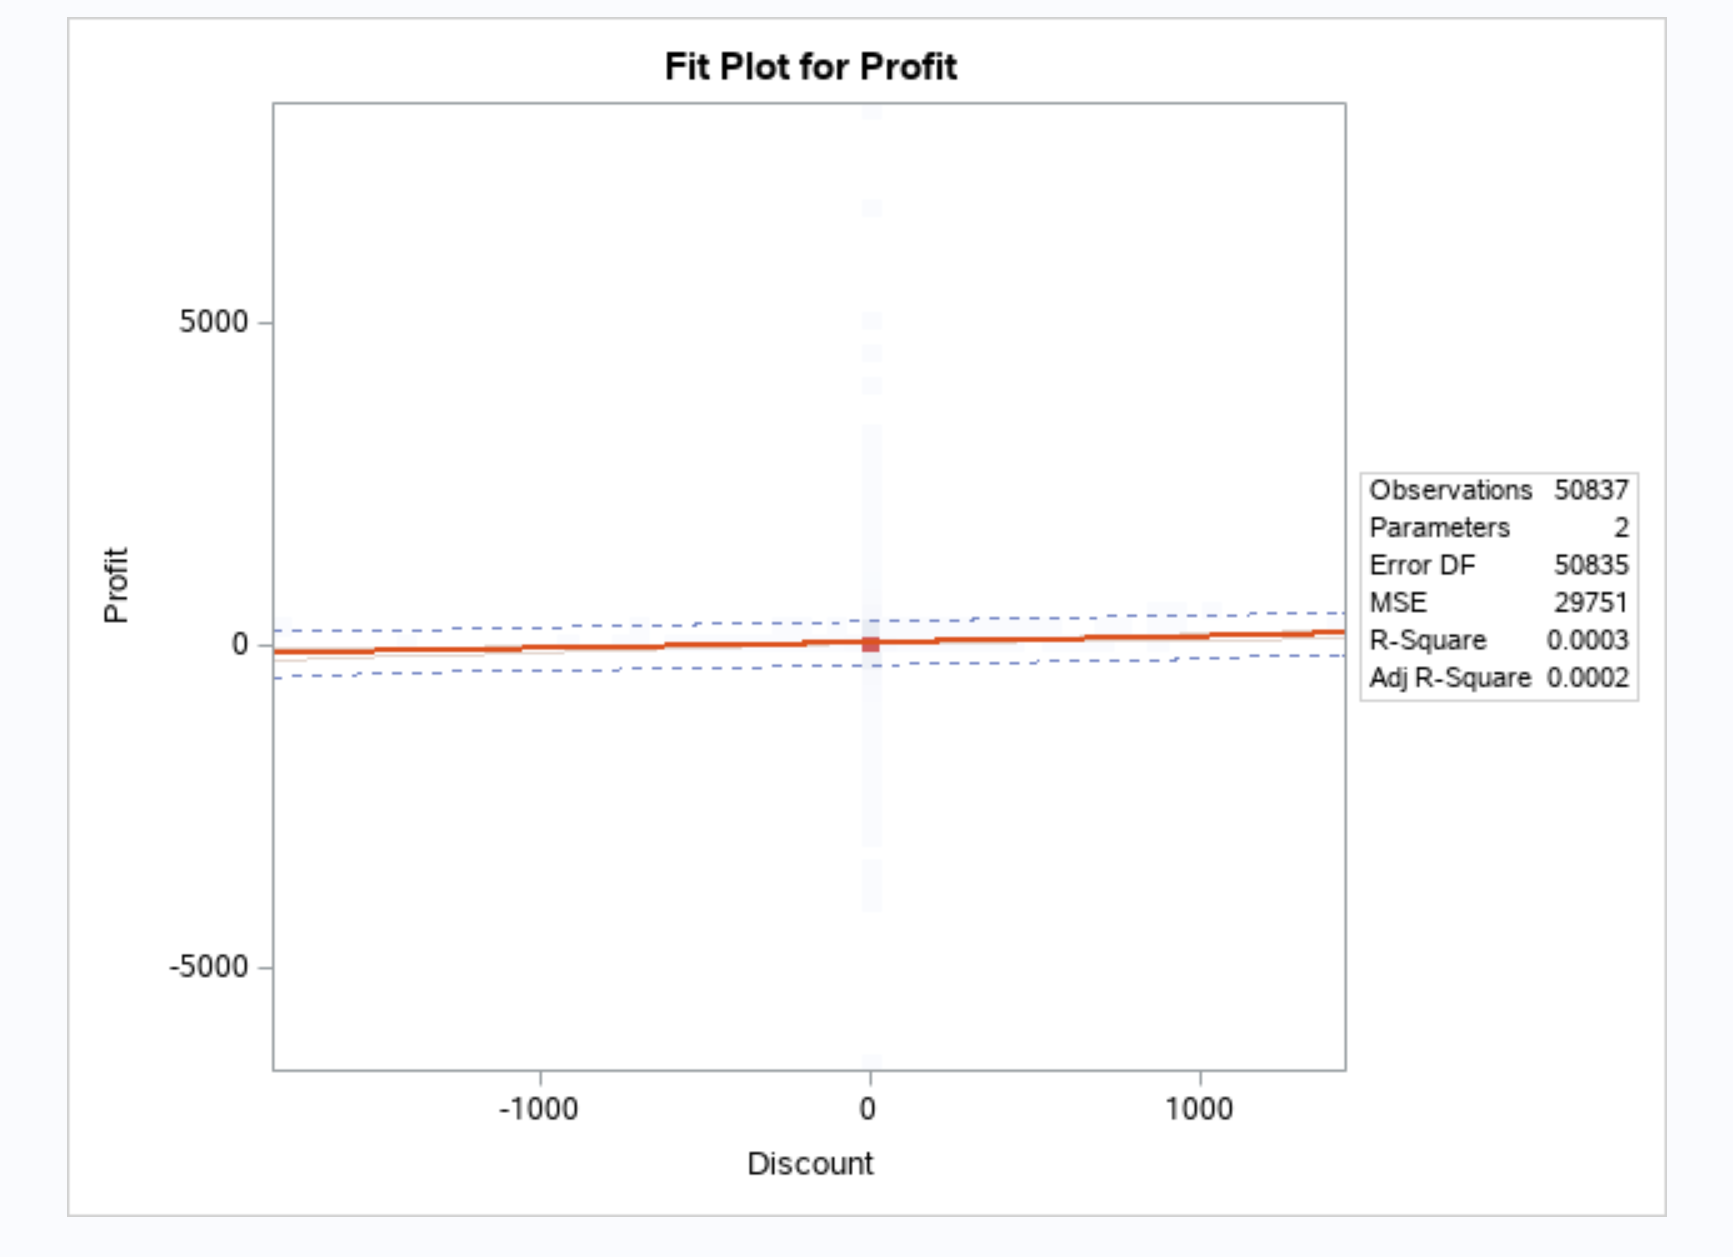 Fit Plot for Profit
5000
0
-5000
Profit
-1000 0 1000
Discount
Observations 50837
Parameters 2
Error DF 50835
MSE 29751
R-Square 0.0003
Adj R-Square 0.0002